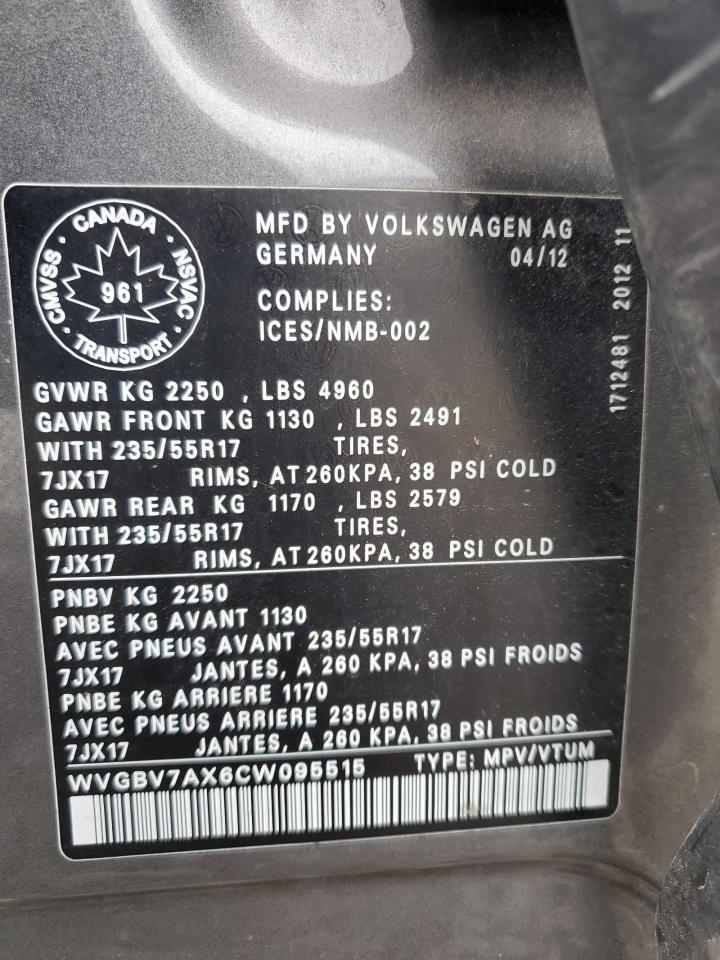 CMVSS · CANADA · NSVAC · TRANSPORT ·
961
MFD BY VOLKSWAGEN AG
GERMANY 04/12
COMPLIES:
ICES/NMB-002
1712481 2012 11
GVWR KG 2250 , LBS 4960
GAWR FRONT KG 1130 , LBS 2491
WITH 235/55R17 TIRES,
7JX17 RIMS, AT 260KPA, 38 PSI COLD
GAWR REAR KG 1170 , LBS 2579
WITH 235/55R17 TIRES,
7JX17 RIMS, AT 260KPA, 38 PSI COLD
PNBV KG 2250
PNBE KG AVANT 1130
AVEC PNEUS AVANT 235/55R17
7JX17 JANTES, A 260 KPA, 38 PSI FROIDS
PNBE KG ARRIERE 1170
AVEC PNEUS ARRIERE 235/55R17
7JX17 JANTES, A 260 KPA, 38 PSI FROIDS
WVGBV7AX6CW095515 TYPE: MPV/VTUM